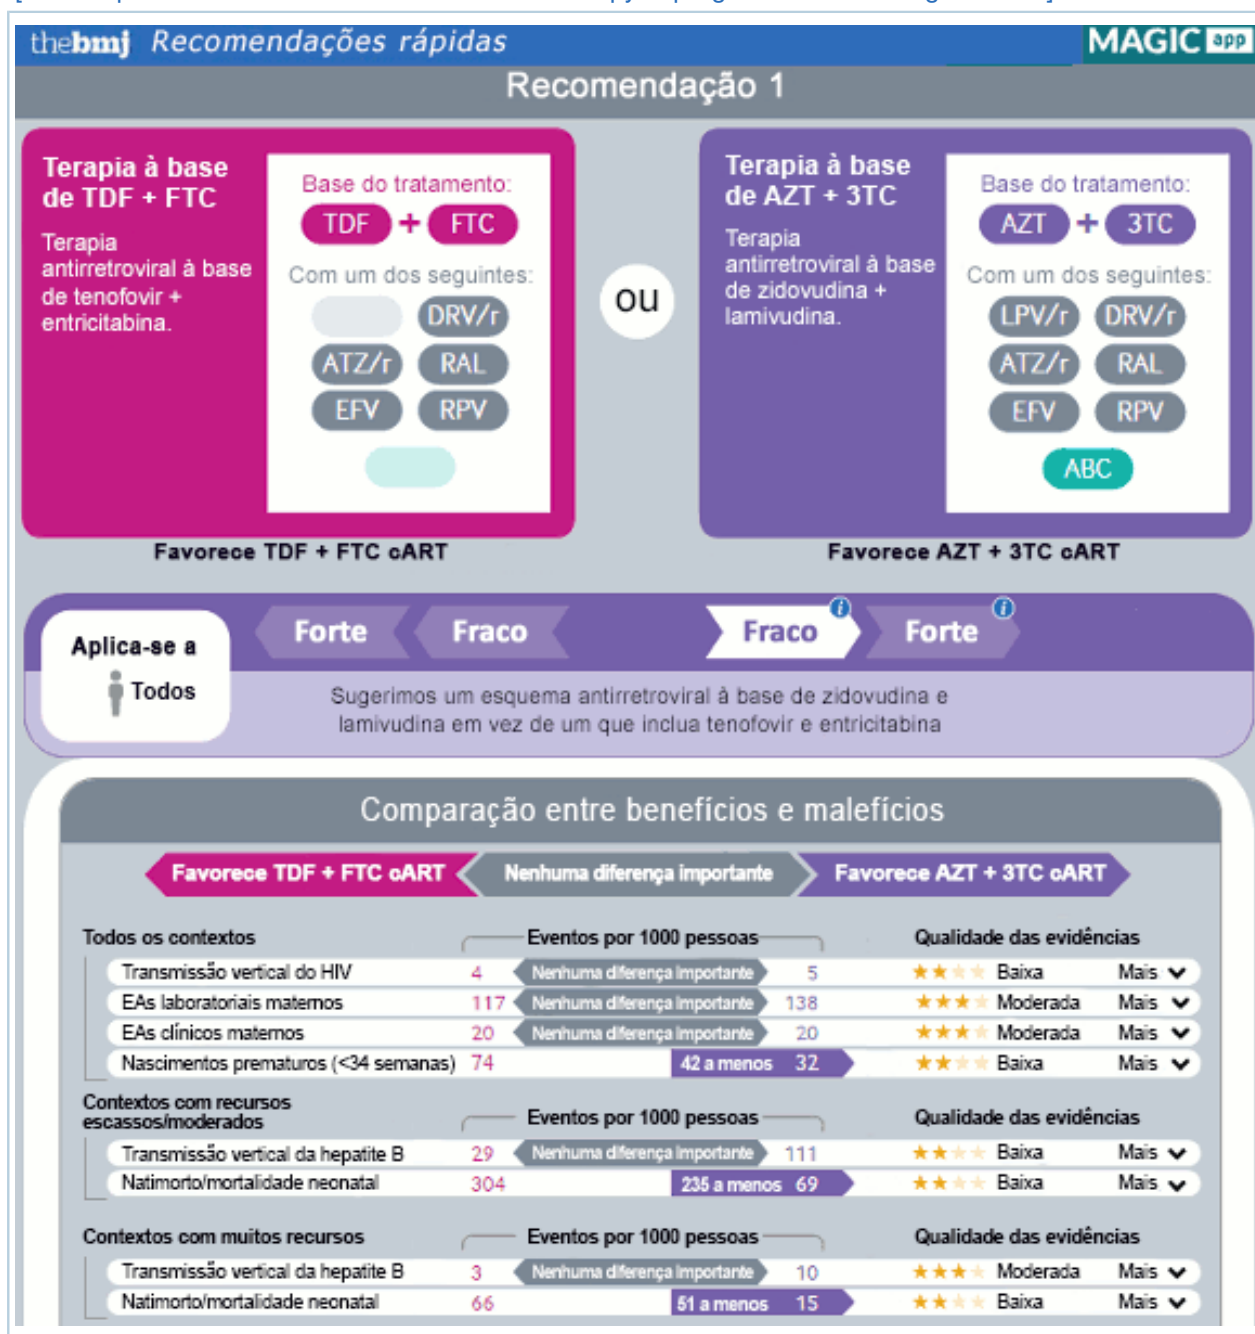 thebmj Recomendações rápidas
MAGIC app
Recomendação 1
Terapia à base
de TDF + FTC
Terapia
antirretroviral à base
de tenofovir +
entricitabina.
Base do tratamento:
TDF + FTC
Com um dos seguintes:
DRV/r
ATZ/r RAL
EFV RPV
ou
Terapia à base
de AZT + 3TC
Terapia
antirretroviral à base
de zidovudina +
lamivudina.
Base do tratamento:
AZT + 3TC
Com um dos seguintes:
LPV/r DRV/r
ATZ/r RAL
EFV RPV
ABC
Favorece TDF + FTC cART
Favorece AZT + 3TC cART
Aplica-se a
Todos
Forte Fraco Fraco i Forte i
Sugerimos um esquema antirretroviral à base de zidovudina e
lamivudina em vez de um que inclua tenofovir e entricitabina
Comparação entre benefícios e malefícios
Favorece TDF + FTC cART Nenhuma diferença importante Favorece AZT + 3TC cART
Todos os contextos Eventos por 1000 pessoas Qualidade das evidências
Transmissão vertical do HIV 4 Nenhuma diferença importante 5 Baixa Mais
EAs laboratoriais maternos 117 Nenhuma diferença importante 138 Moderada Mais
EAs clínicos maternos 20 Nenhuma diferença importante 20 Moderada Mais
Nascimentos prematuros (<34 semanas) 74 42 a menos 32 Baixa Mais
Contextos com recursos
escassos/moderados Eventos por 1000 pessoas Qualidade das evidências
Transmissão vertical da hepatite B 29 Nenhuma diferença importante 111 Baixa Mais
Natimorto/mortalidade neonatal 304 235 a menos 69 Baixa Mais
Contextos com muitos recursos Eventos por 1000 pessoas Qualidade das evidências
Transmissão vertical da hepatite B 3 Nenhuma diferença importante 10 Moderada Mais
Natimorto/mortalidade neonatal 66 51 a menos 15 Baixa Mais